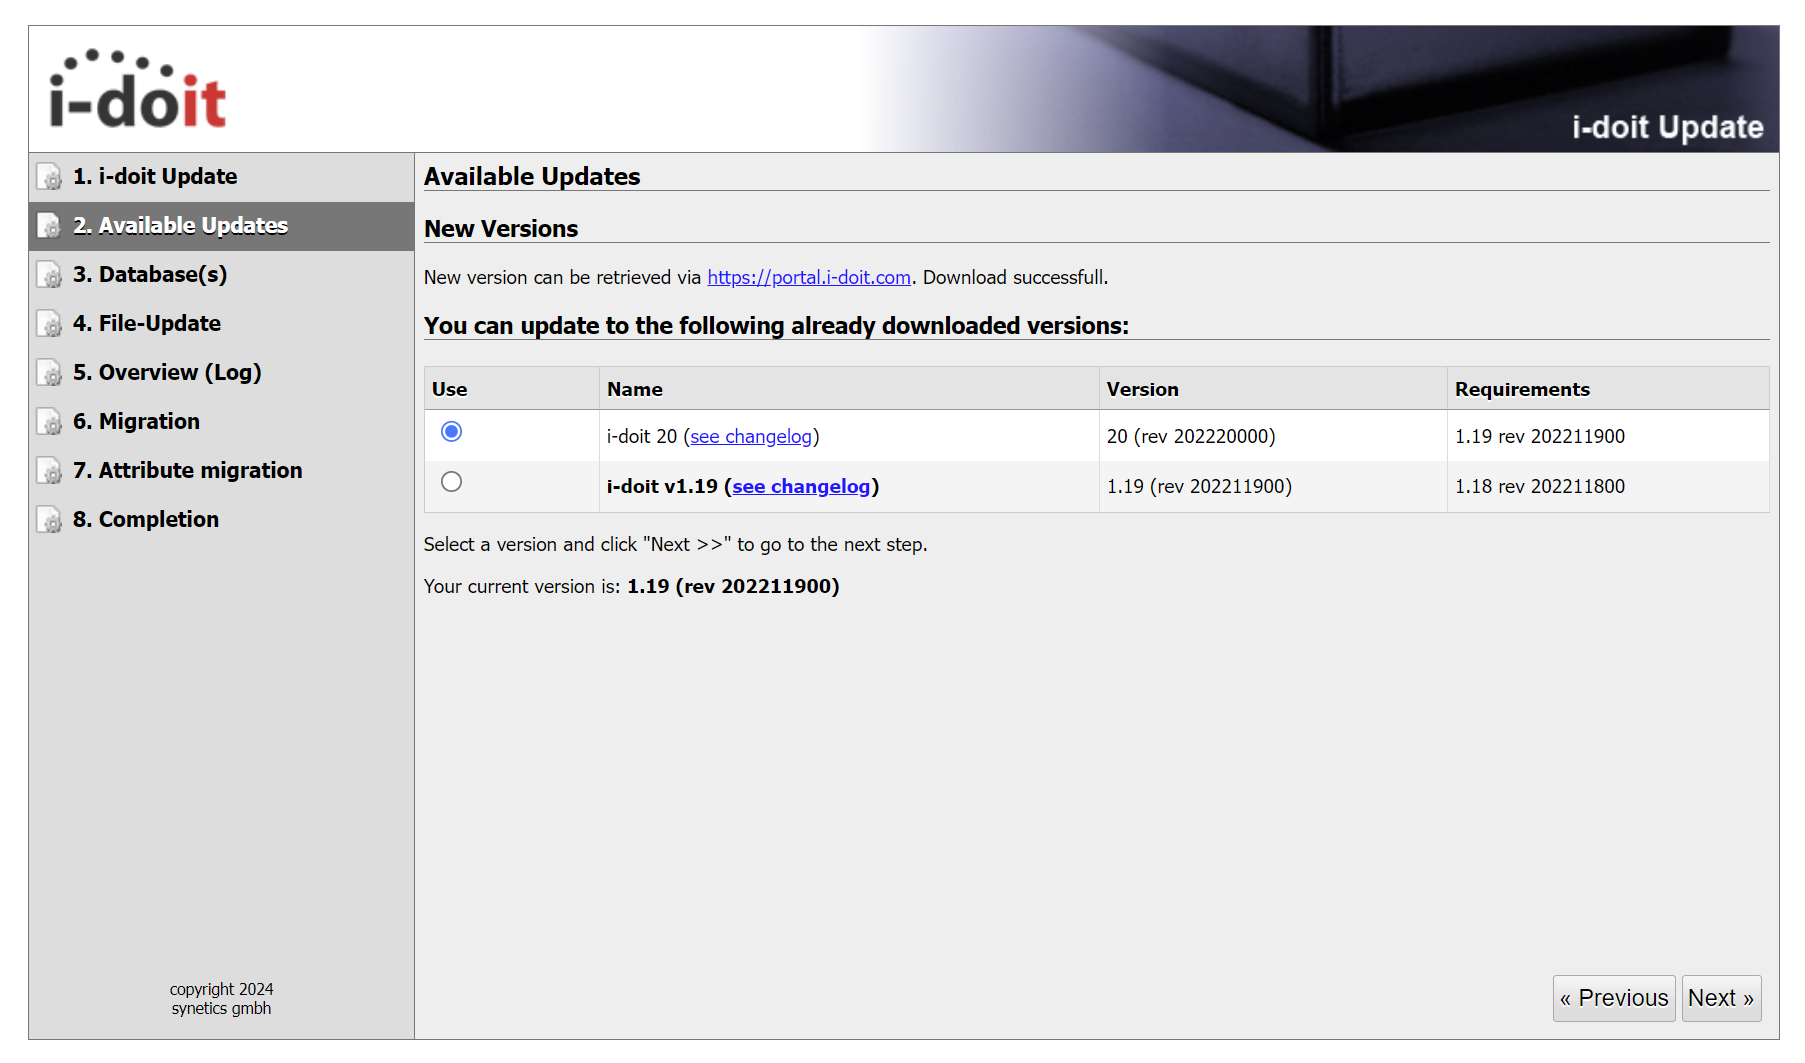 i-doit
i-doit Update
1. i-doit Update
2. Available Updates
3. Database(s)
4. File-Update
5. Overview (Log)
6. Migration
7. Attribute migration
8. Completion
copyright 2024
synetics gmbh
Available Updates
New Versions
New version can be retrieved via https://portal.i-doit.com. Download successfull.
You can update to the following already downloaded versions:
Use Name Version Requirements
i-doit 20 (see changelog) 20 (rev 202220000) 1.19 rev 202211900
i-doit v1.19 (see changelog) 1.19 (rev 202211900) 1.18 rev 202211800
Select a version and click "Next >>" to go to the next step.
Your current version is: 1.19 (rev 202211900)
« Previous Next »